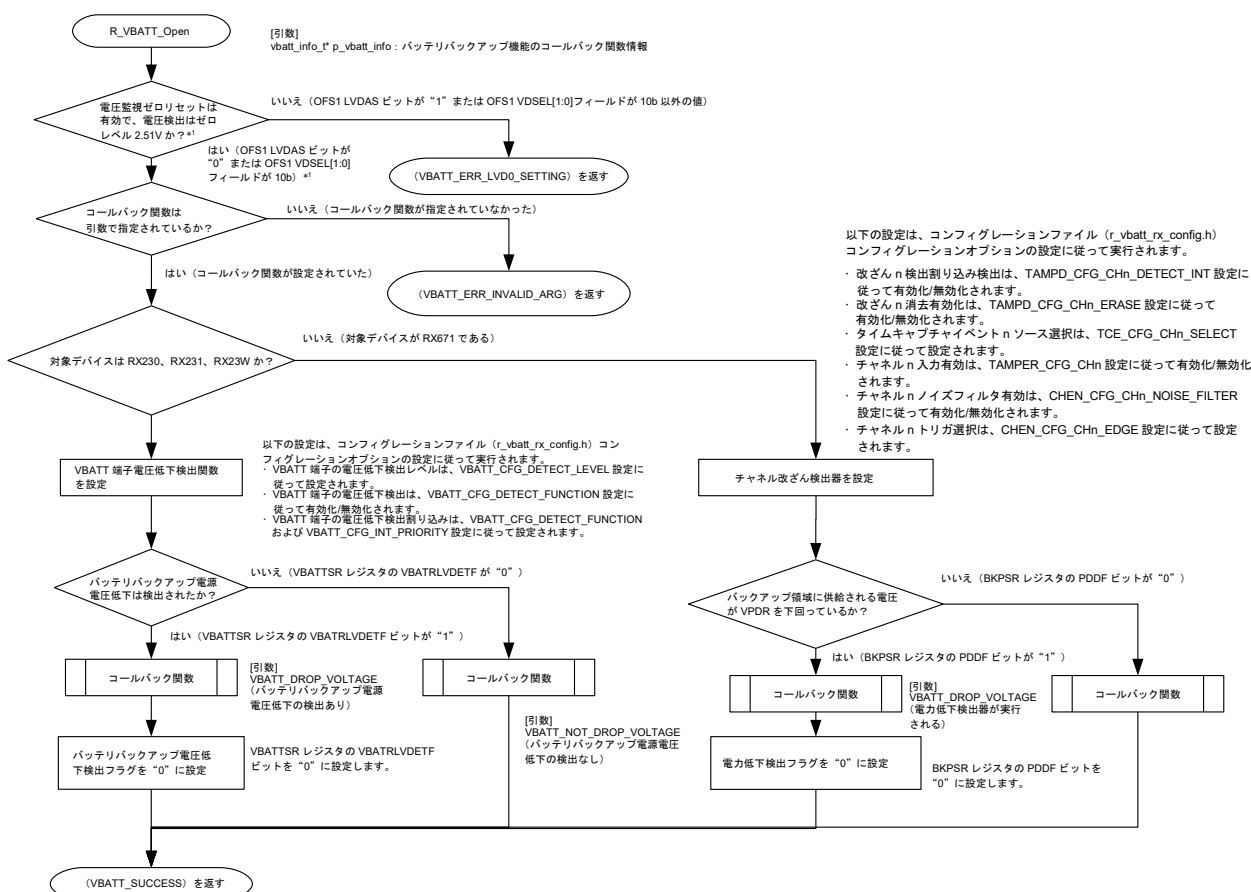 R_VBATT_Open
[引数]
vbatt_info_t* p_vbatt_info : バッテリバックアップ機能のコールバック関数情報
電圧監視ゼロリセットは
有効で、電圧検出はゼロ
レベル 2.51V か？*1
いいえ（OFS1 LVDAS ビットが “1” または OFS1 VDSEL[1:0]フィールドが 10b 以外の値）
はい（OFS1 LVDAS ビットが
“0” または OFS1 VDSEL[1:0]
フィールドが 10b）*1
（VBATT_ERR_LVD0_SETTING）を返す
コールバック関数は
引数で指定されているか？
いいえ（コールバック関数が指定されていなかった）
はい（コールバック関数が設定されていた）
（VBATT_ERR_INVALID_ARG）を返す
以下の設定は、コンフィグレーションファイル（r_vbatt_rx_config.h）
コンフィグレーションオプションの設定に従って実行されます。
・ 改ざん n 検出割り込み検出は、TAMPD_CFG_CHn_DETECT_INT 設定に
従って有効化/無効化されます。
・ 改ざん n 消去有効化は、TAMPD_CFG_CHn_ERASE 設定に従って
有効化/無効化されます。
・ タイムキャプチャイベント n ソース選択は、TCE_CFG_CHn_SELECT
設定に従って設定されます。
・ チャネル n 入力有効は、TAMPER_CFG_CHn 設定に従って有効化/無効化
されます。
・ チャネル n ノイズフィルタ有効は、CHEN_CFG_CHn_NOISE_FILTER
設定に従って有効化/無効化されます。
・ チャネル n トリガ選択は、CHEN_CFG_CHn_EDGE 設定に従って設定
されます。
対象デバイスは RX230、RX231、RX23W か？
いいえ（対象デバイスが RX671 である）
VBATT 端子電圧低下検出関数
を設定
以下の設定は、コンフィグレーションファイル（r_vbatt_rx_config.h）コン
フィグレーションオプションの設定に従って実行されます。
・ VBATT 端子の電圧低下検出レベルは、VBATT_CFG_DETECT_LEVEL 設定に
従って設定されます。
・ VBATT 端子の電圧低下検出は、VBATT_CFG_DETECT_FUNCTION 設定に
従って有効化/無効化されます。
・ VBATT 端子の電圧低下検出割り込みは、VBATT_CFG_DETECT_FUNCTION
および VBATT_CFG_INT_PRIORITY 設定に従って設定されます。
チャネル改ざん検出器を設定
バッテリバックアップ電源
電圧低下は検出されたか？
いいえ（VBATTSR レジスタの VBATRLVDETF が “0”）
はい（VBATTSR レジスタの VBATRLVDETF ビットが “1”）
バックアップ領域に供給される電圧
が VPDR を下回っているか？
いいえ（BKPSR レジスタの PDDF ビットが “0”）
はい（BKPSR レジスタの PDDF ビットが “1”）
コールバック関数
[引数]
VBATT_DROP_VOLTAGE
（バッテリバックアップ電源
電圧低下の検出あり）
コールバック関数
[引数]
VBATT_NOT_DROP_VOLTAGE
（バッテリバックアップ電源電圧
低下の検出なし）
コールバック関数
[引数]
VBATT_DROP_VOLTAGE
（電力低下検出器が実行
される）
コールバック関数
バッテリバックアップ電圧低
下検出フラグを “0” に設定
VBATTSR レジスタの VBATRLVDETF
ビットを “0” に設定します。
電力低下検出フラグを “0” に設定
BKPSR レジスタの PDDF ビットを
“0” に設定します。
（VBATT_SUCCESS）を返す